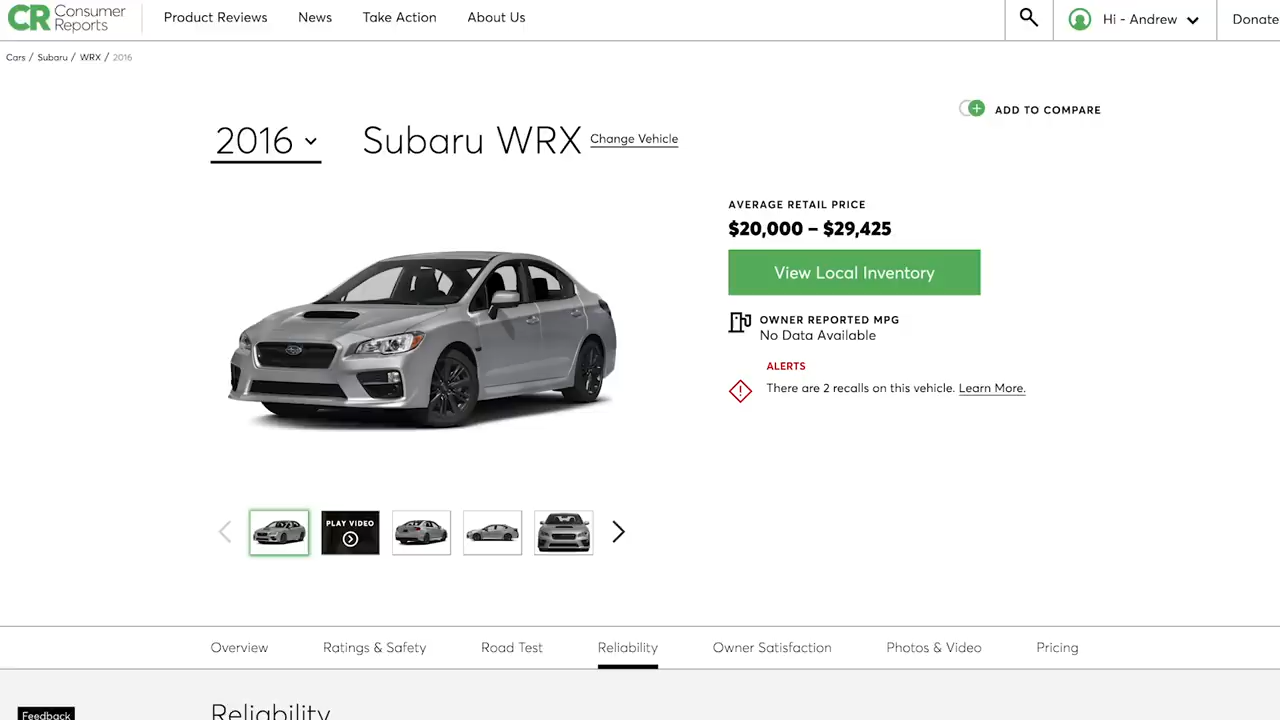 CR Consumer Reports
Product Reviews
News
Take Action
About Us
Hi - Andrew
Donate
Cars / Subaru / WRX / 2016
ADD TO COMPARE
2016
Subaru WRX
Change Vehicle
AVERAGE RETAIL PRICE
$20,000 – $29,425
View Local Inventory
OWNER REPORTED MPG
No Data Available
ALERTS
There are 2 recalls on this vehicle. Learn More.
PLAY VIDEO
Overview
Ratings & Safety
Road Test
Reliability
Owner Satisfaction
Photos & Video
Pricing
Reliability
Feedback